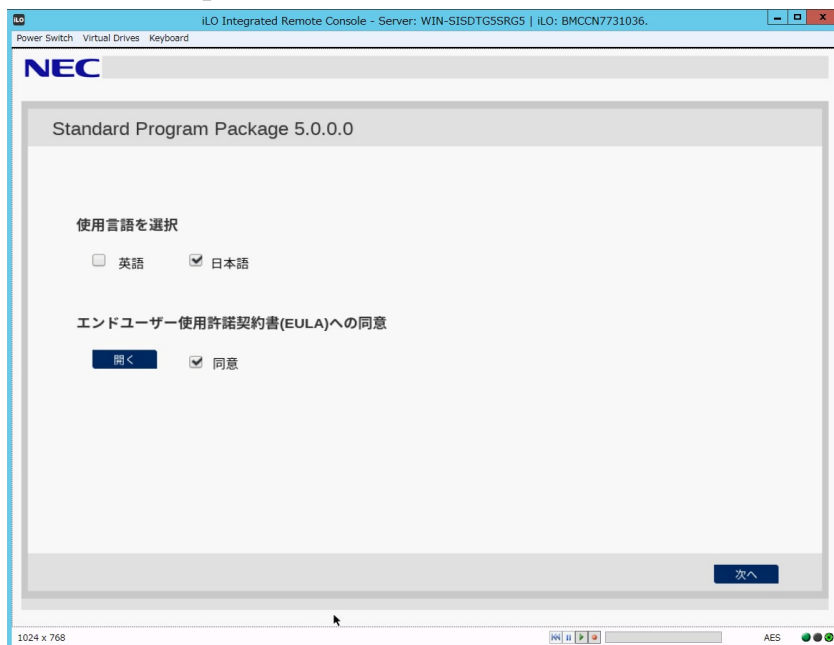 iLO Integrated Remote Console - Server: WIN-SISDTG5SRG5 | iLO: BMCCN7731036.
Power Switch Virtual Drives Keyboard
NEC
Standard Program Package 5.0.0.0
使用言語を選択
英語 日本語
エンドユーザー使用許諾契約書(EULA)への同意
開く 同意
次へ
1024 x 768 AES